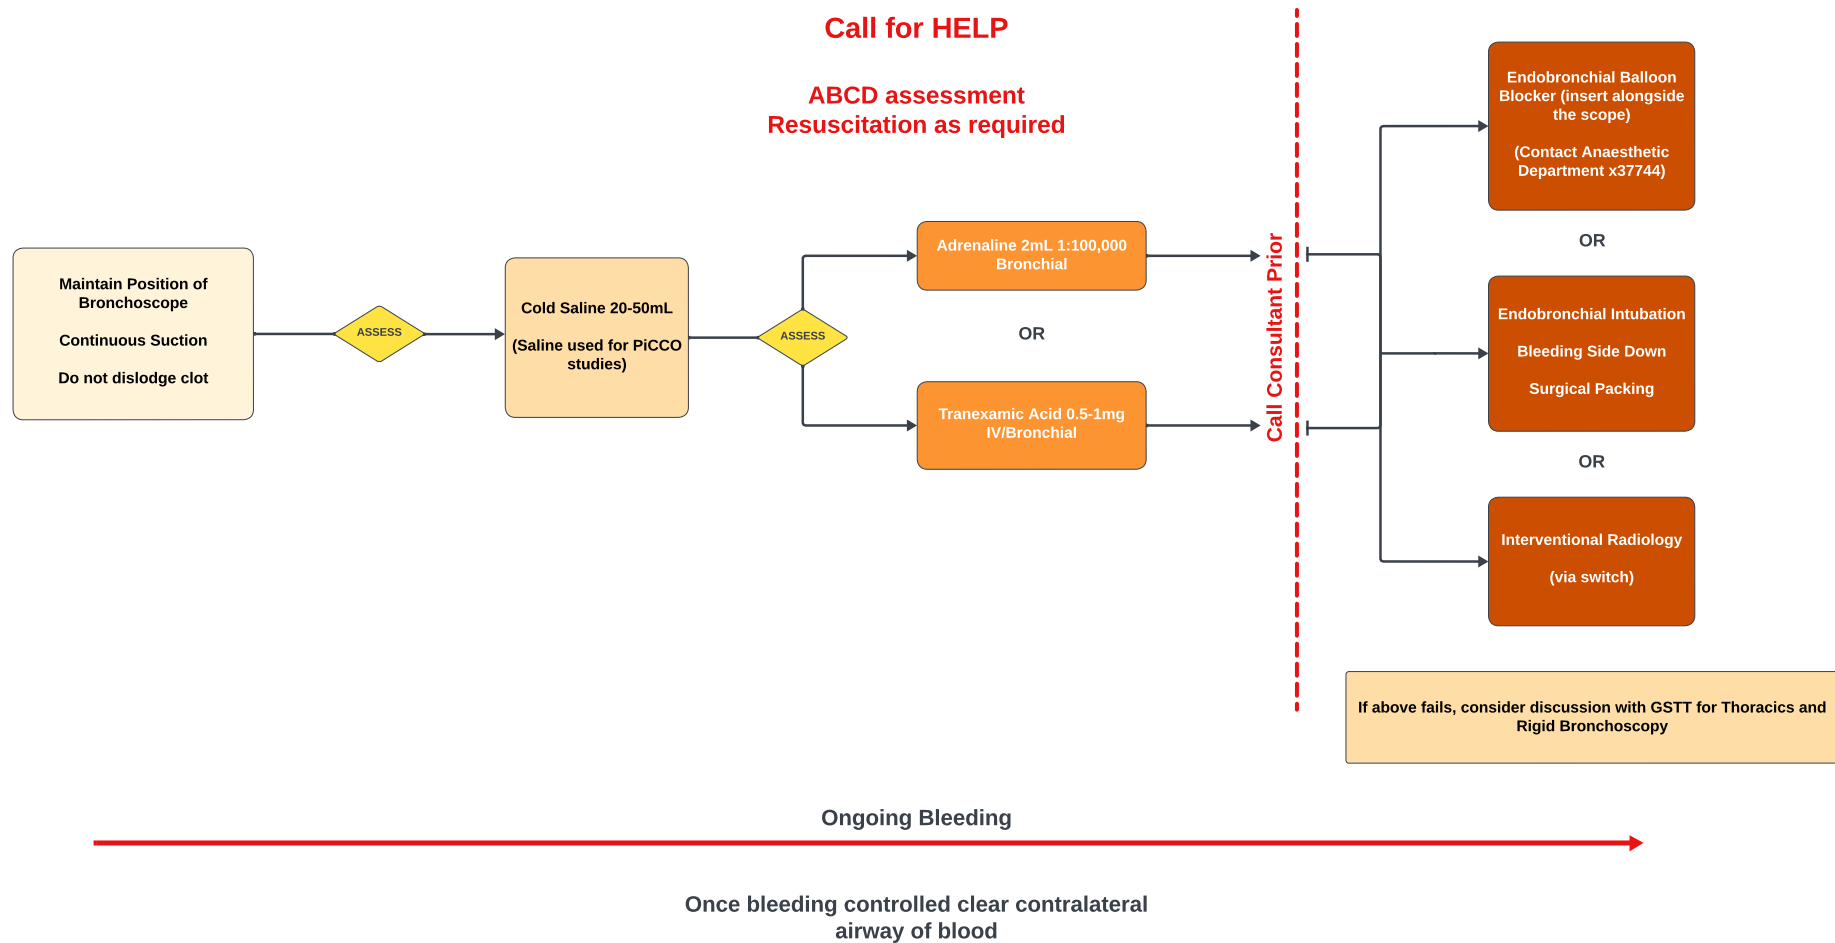 Call for HELP
ABCD assessment
Resuscitation as required
Maintain Position of
Bronchoscope
Continuous Suction
Do not dislodge clot
ASSESS
Cold Saline 20-50mL
(Saline used for PiCCO
studies)
ASSESS
Adrenaline 2mL 1:100,000
Bronchial
OR
Tranexamic Acid 0.5-1mg
IV/Bronchial
Call Consultant Prior
Endobronchial Balloon
Blocker (insert alongside
the scope)
(Contact Anaesthetic
Department x37744)
OR
Endobronchial Intubation
Bleeding Side Down
Surgical Packing
OR
Interventional Radiology
(via switch)
If above fails, consider discussion with GSTT for Thoracics and
Rigid Bronchoscopy
Ongoing Bleeding
Once bleeding controlled clear contralateral
airway of blood